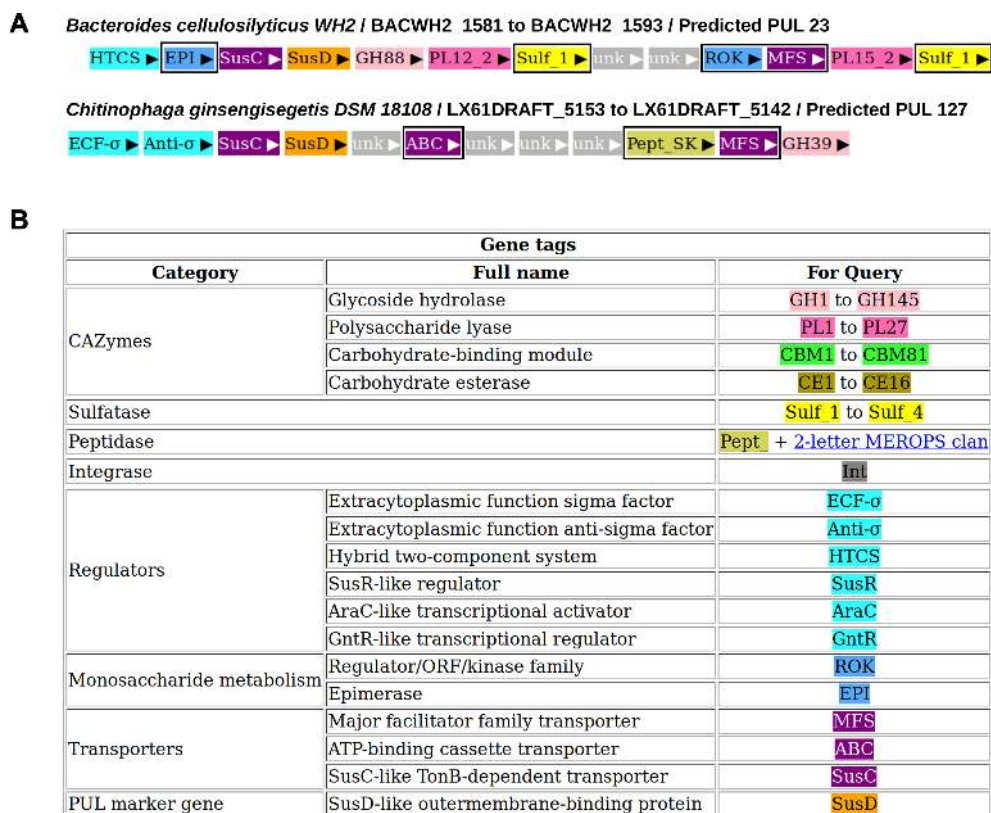 A
Bacteroides cellulosilyticus WH2 / BACWH2_1581 to BACWH2_1593 / Predicted PUL 23
HTCS ▶ EPI ▶ SusC ▶ SusD ▶ GH88 ▶ PL12_2 ▶ Sulf_1 ▶ unk ▶ unk ▶ ROK ▶ MFS ▶ PL15_2 ▶ Sulf_1 ▶
Chitinophaga ginsengisegetis DSM 18108 / LX61DRAFT_5153 to LX61DRAFT_5142 / Predicted PUL 127
ECF-σ ▶ Anti-σ ▶ SusC ▶ SusD ▶ unk ▶ ABC ▶ unk ▶ unk ▶ unk ▶ Pept_SK ▶ MFS ▶ GH39 ▶
B
Gene tags
Category Full name For Query
CAZymes
Glycoside hydrolase GH1 to GH145
Polysaccharide lyase PL1 to PL27
Carbohydrate-binding module CBM1 to CBM81
Carbohydrate esterase CE1 to CE16
Sulfatase Sulf_1 to Sulf_4
Peptidase Pept_ + 2-letter MEROPS clan
Integrase Int
Regulators
Extracytoplasmic function sigma factor ECF-σ
Extracytoplasmic function anti-sigma factor Anti-σ
Hybrid two-component system HTCS
SusR-like regulator SusR
AraC-like transcriptional activator AraC
GntR-like transcriptional regulator GntR
Monosaccharide metabolism
Regulator/ORF/kinase family ROK
Epimerase EPI
Transporters
Major facilitator family transporter MFS
ATP-binding cassette transporter ABC
SusC-like TonB-dependent transporter SusC
PUL marker gene SusD-like outermembrane-binding protein SusD